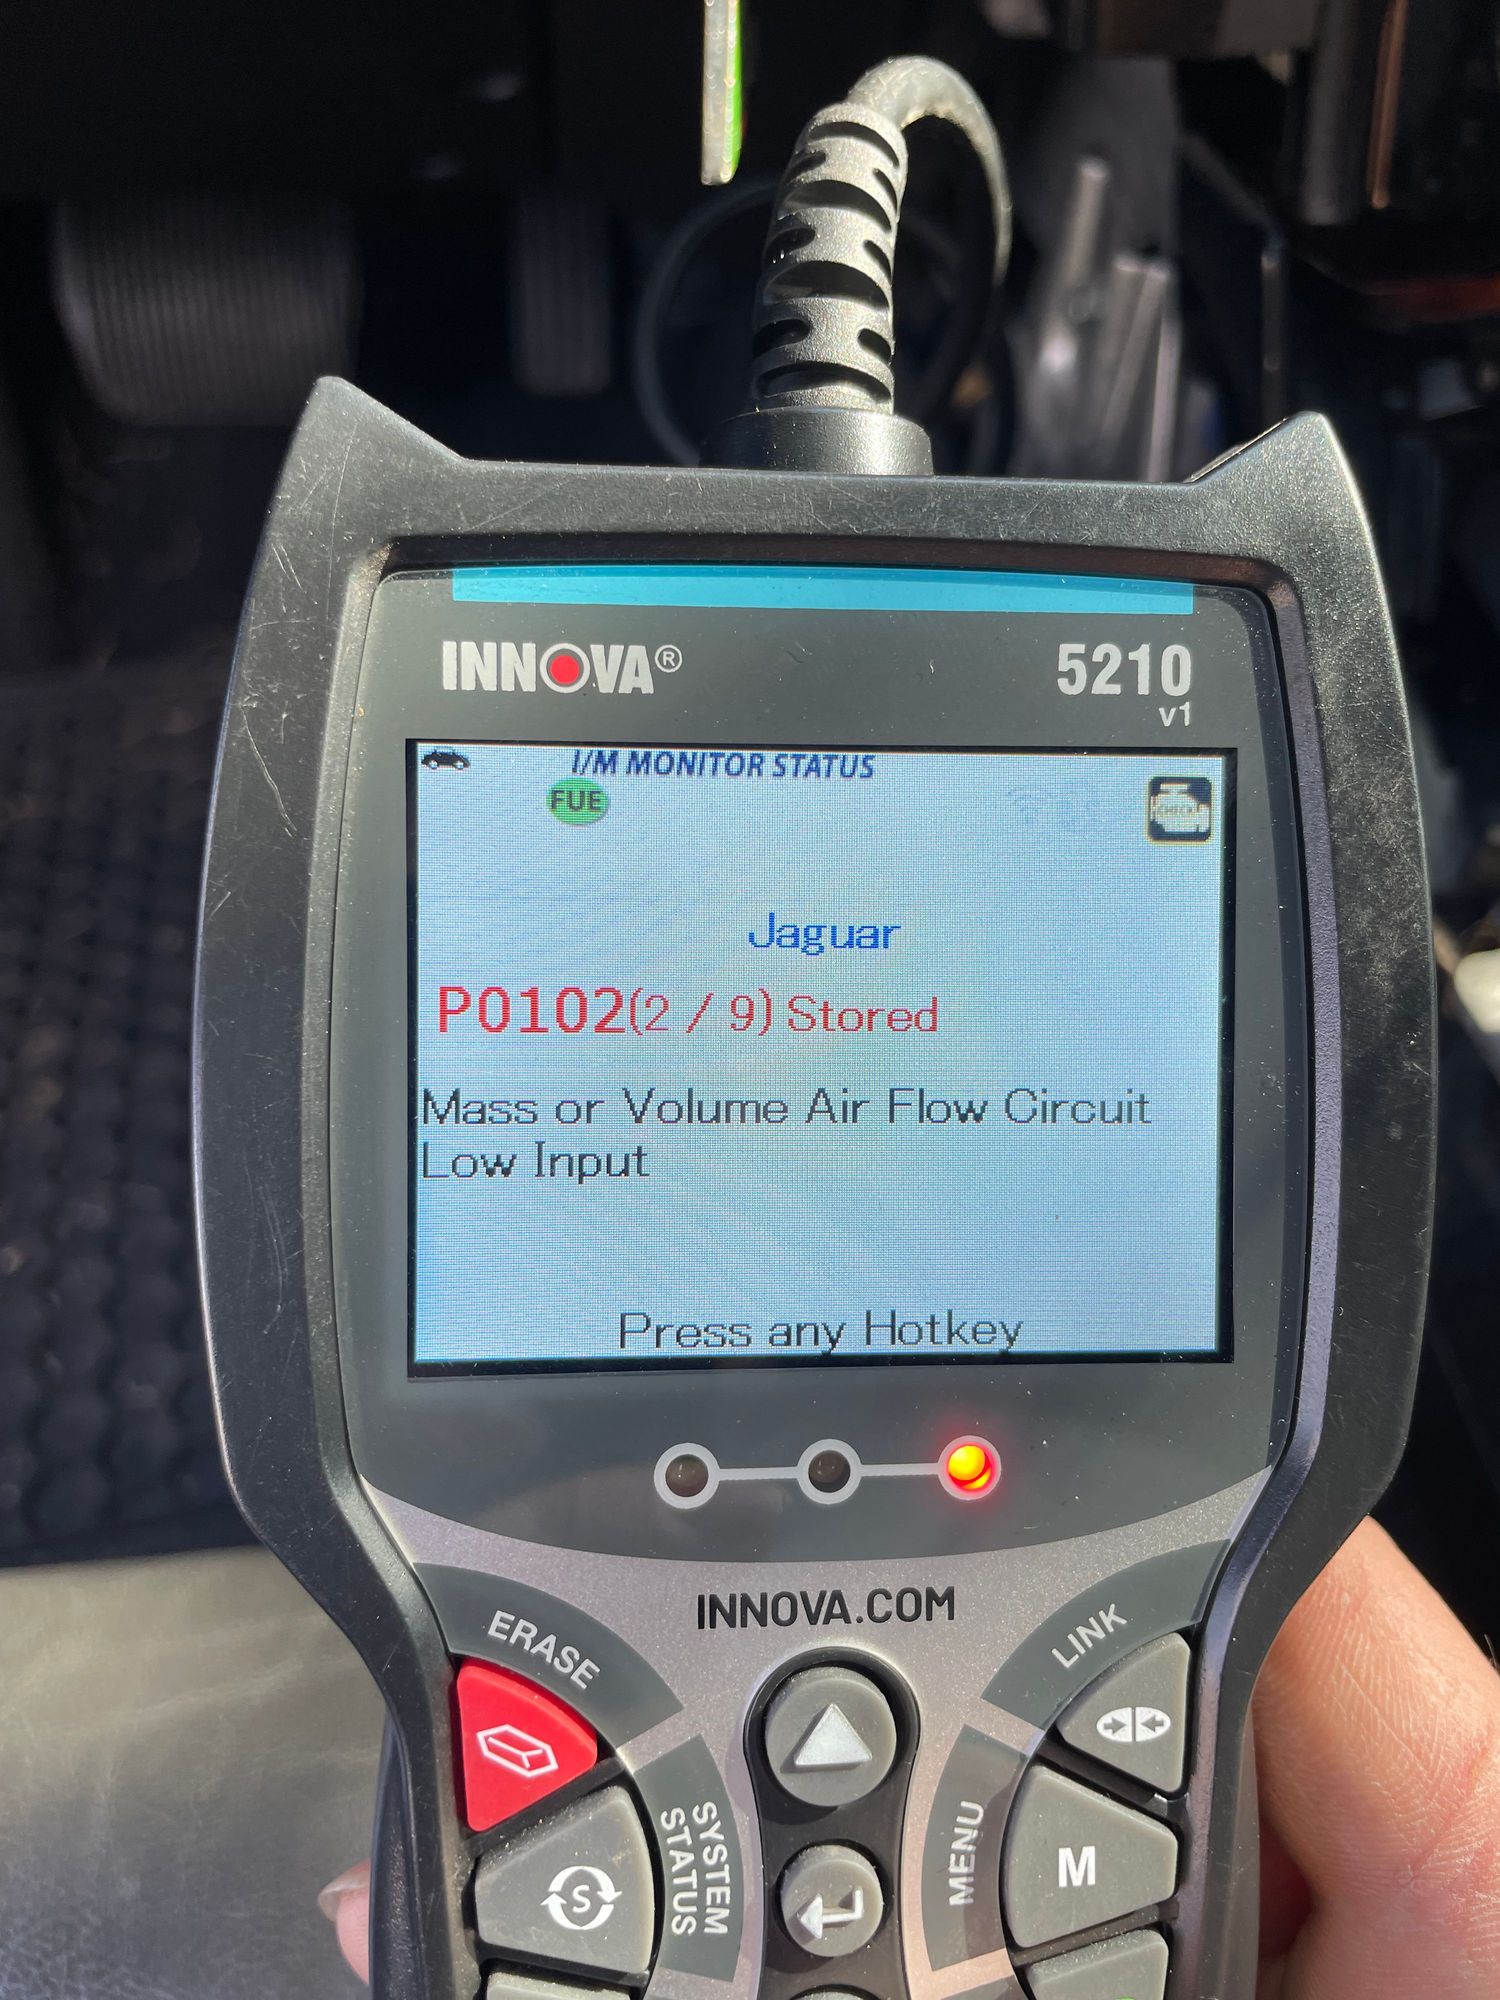 INNOVA®
5210
v1
I/M MONITOR STATUS
FUE
CHECK
Jaguar
P0102(2 / 9) Stored
Mass or Volume Air Flow Circuit
Low Input
Press any Hotkey
INNOVA.COM
ERASE
LINK
SYSTEM
STATUS
S
MENU
M